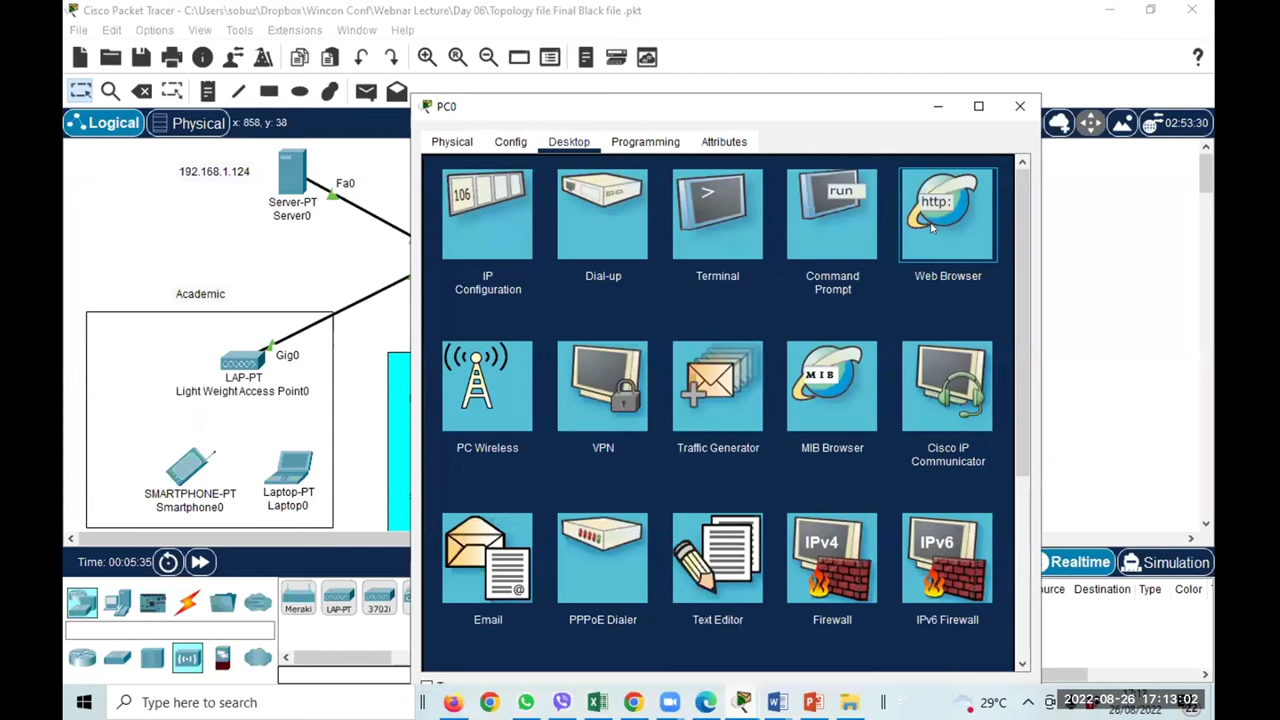 Cisco Packet Tracer - C:\Users\sobuz\Dropbox\Wincon Conf\Webnar Lecture\Day 06\Topology file Final Black file .pkt
File Edit Options View Tools Extensions Window Help
?
PC0
Logical
Physical
x: 858, y: 38
02:53:30
Physical Config Desktop Programming Attributes
192.168.1.124
Fa0
Server-PT
Server0
Academic
Gig0
LAP-PT
Light Weight Access Point0
SMARTPHONE-PT
Smartphone0
Laptop-PT
Laptop0
106
>
run
http:
IP
Configuration
Dial-up
Terminal
Command
Prompt
Web Browser
MIB
PC Wireless
VPN
Traffic Generator
MIB Browser
Cisco IP
Communicator
@
IPv4
IPv6
Email
PPPoE Dialer
Text Editor
Firewall
IPv6 Firewall
Time: 00:05:35
Realtime
Simulation
Meraki
LAP-PT
3702i
ource Destination Type Color
Type here to search
29°C
2022-08-26 17:13:02
26/08/2022
22